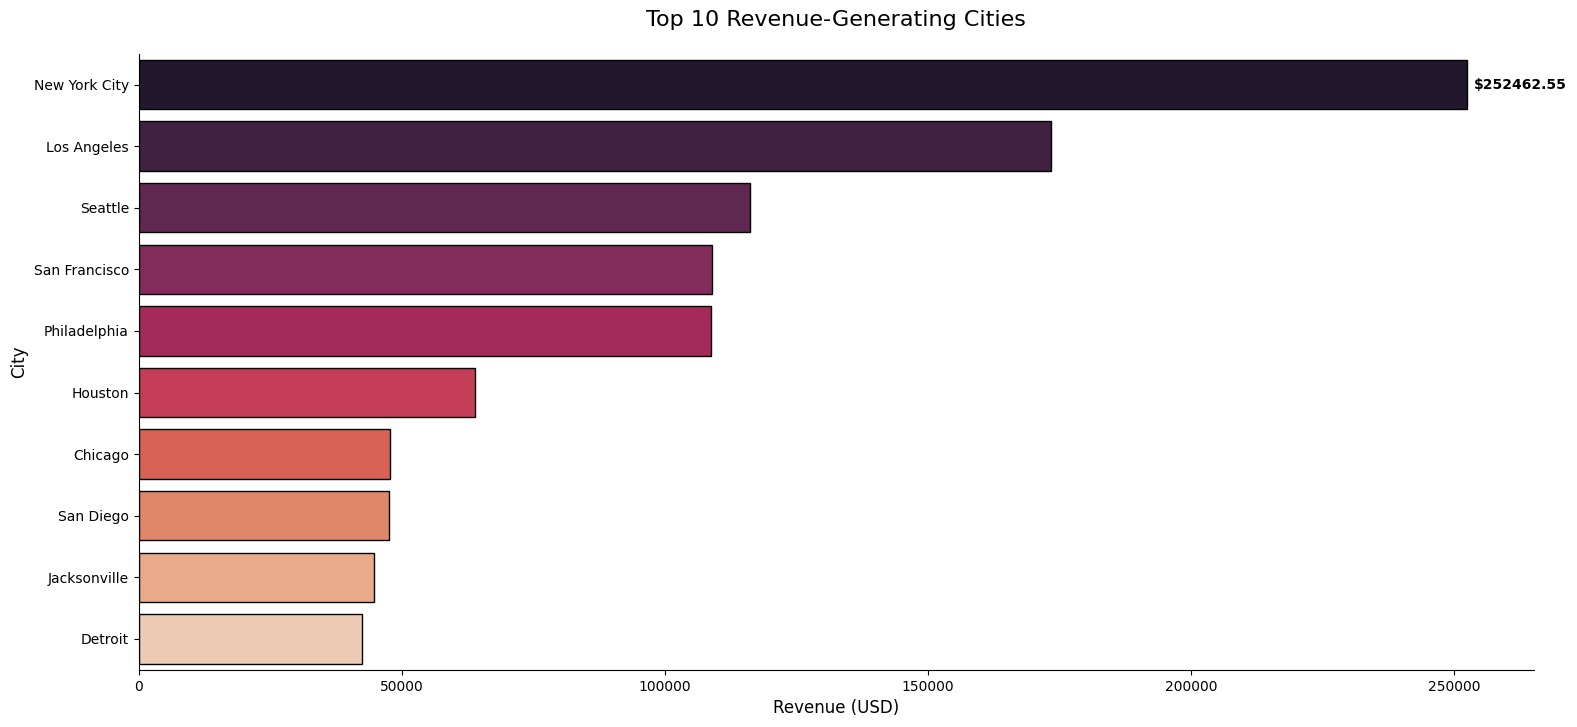 Top 10 Revenue-Generating Cities
New York City
$252462.55
Los Angeles
Seattle
San Francisco
Philadelphia
Houston
Chicago
San Diego
Jacksonville
Detroit
City
0 50000 100000 150000 200000 250000
Revenue (USD)